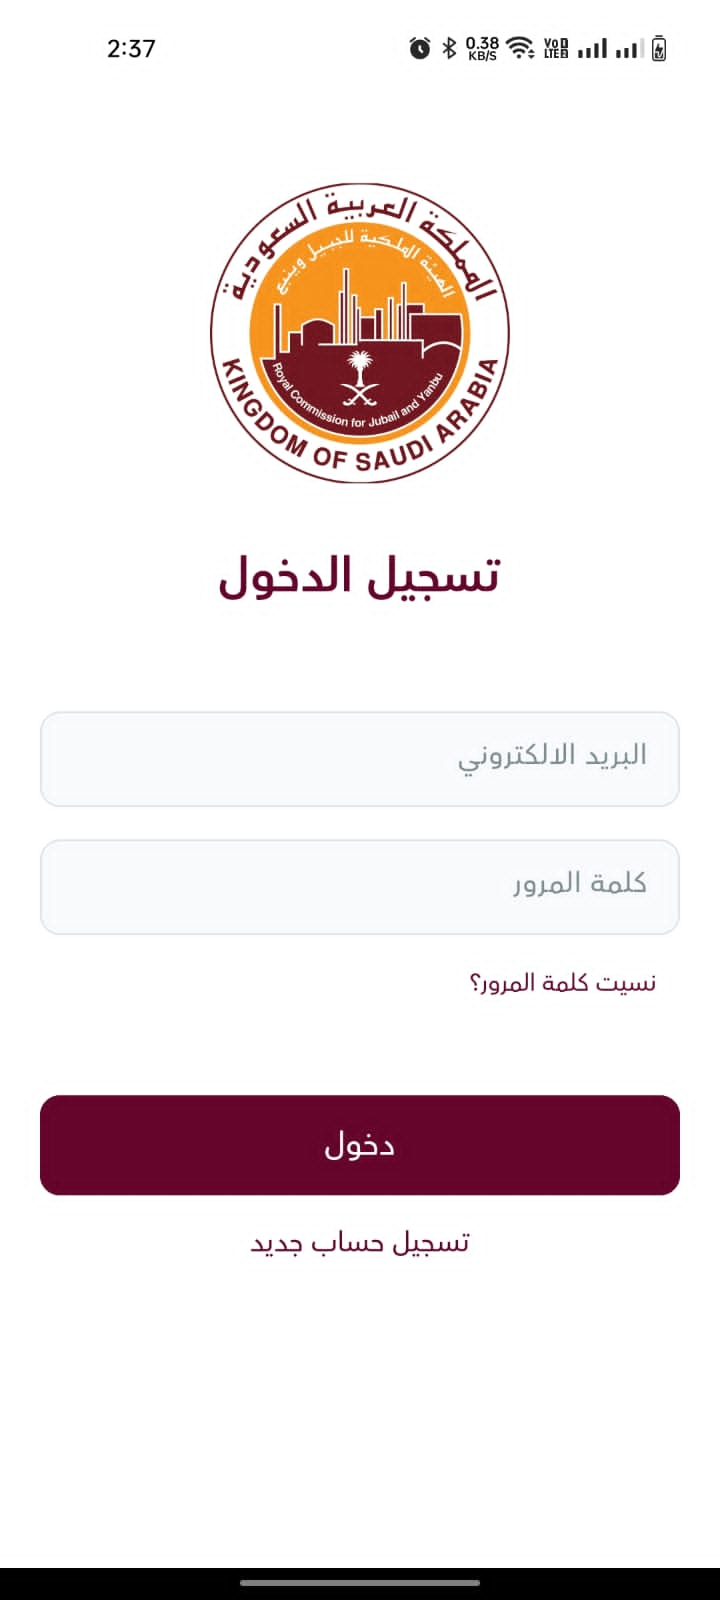 2:37
0.38
KB/S
Vo
LTE2
المملكة العربية السعودية
الهيئة الملكية للجبيل وينبع
Royal Commission for Jubail and Yanbu
KINGDOM OF SAUDI ARABIA
تسجيل الدخول
البريد الالكتروني
كلمة المرور
نسيت كلمة المرور؟
دخول
تسجيل حساب جديد